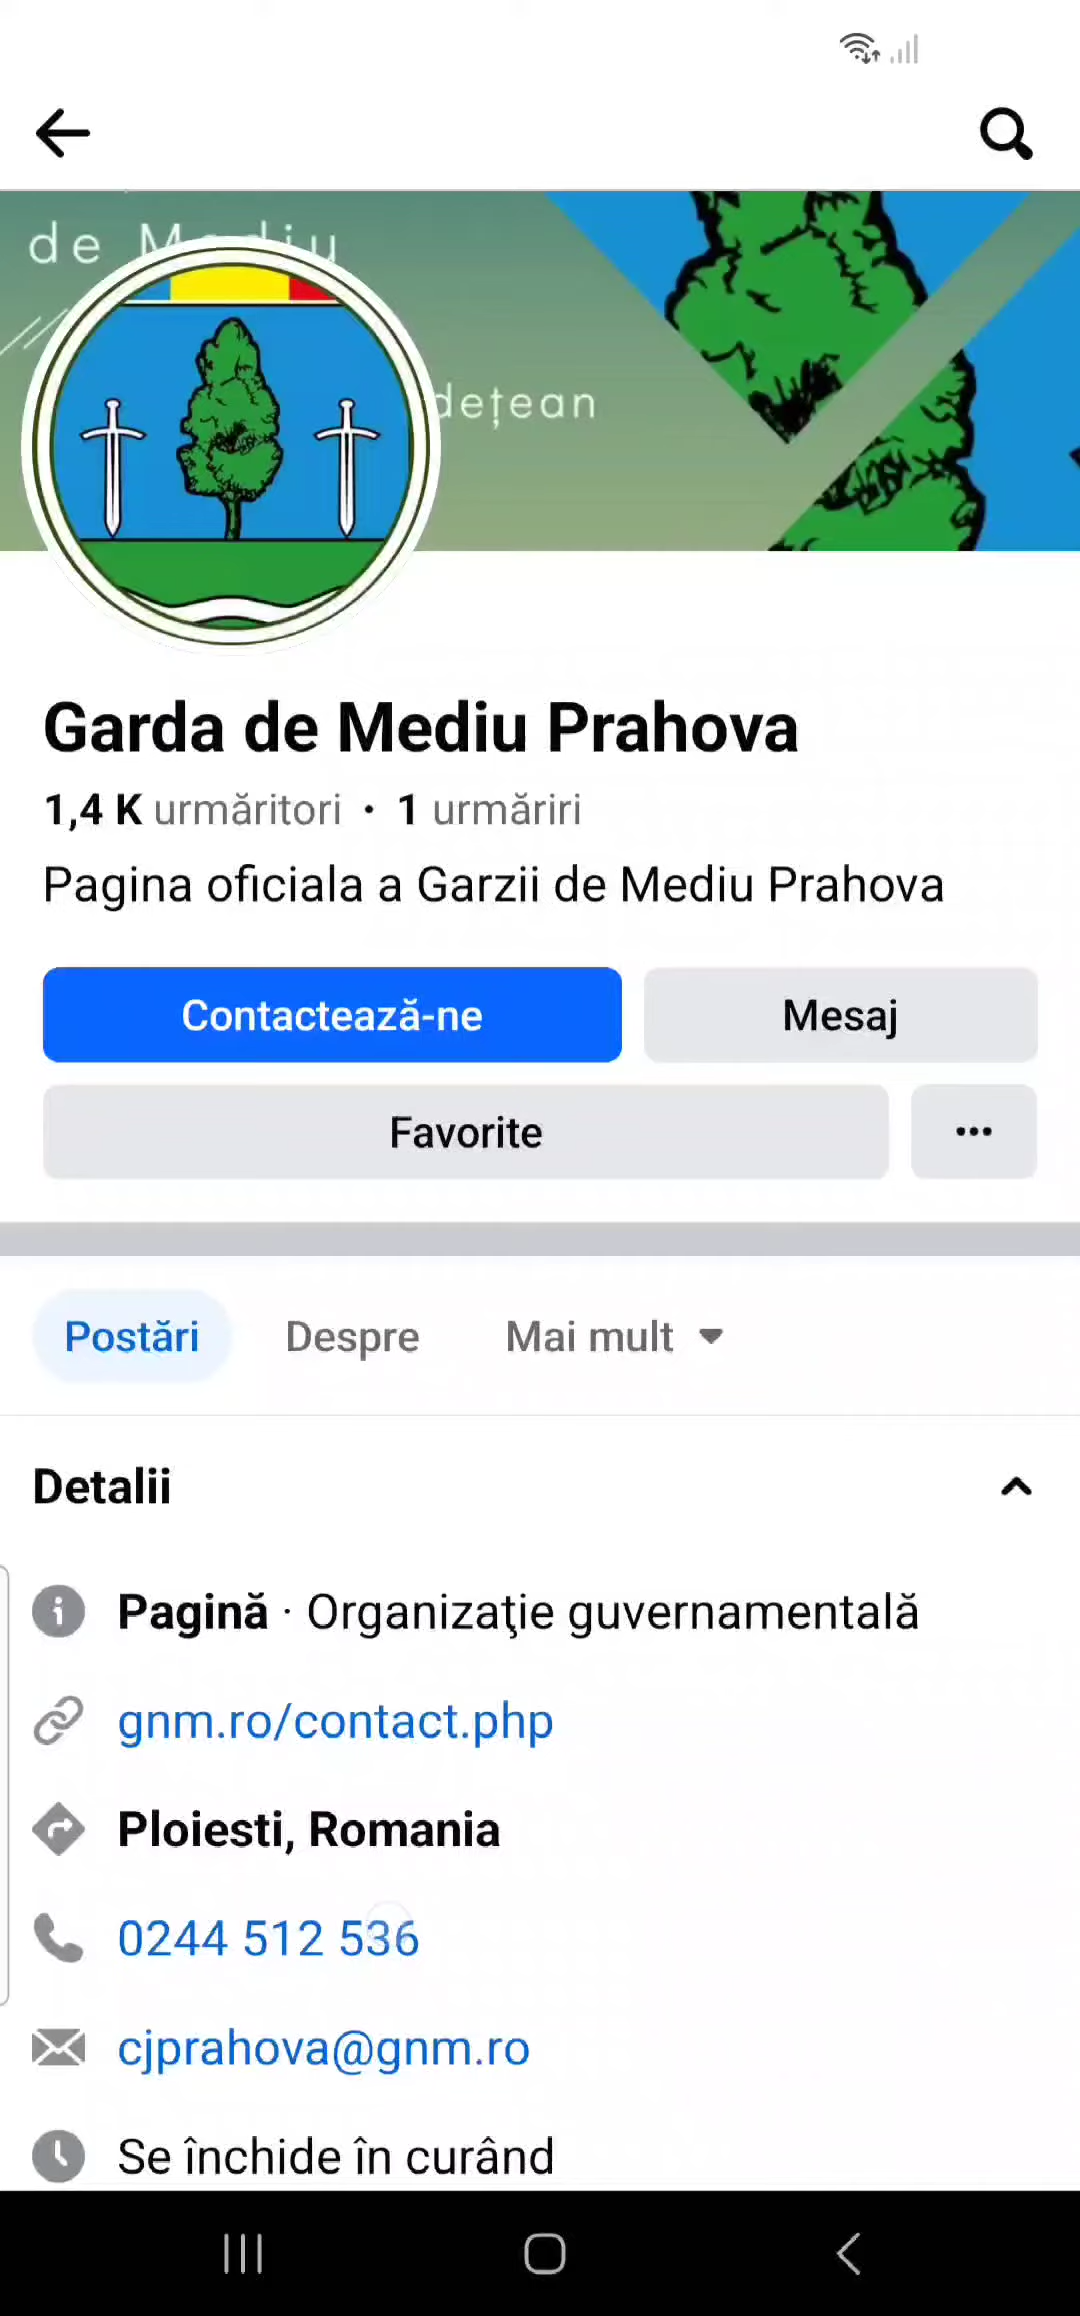 de Mediu
dețean
Garda de Mediu Prahova
1,4 K urmăritori • 1 urmăriri
Pagina oficiala a Garzii de Mediu Prahova
Contactează-ne
Mesaj
Favorite
Postări
Despre
Mai mult
Detalii
Pagină · Organizaţie guvernamentală
gnm.ro/contact.php
Ploiesti, Romania
0244 512 536
cjprahova@gnm.ro
Se închide în curând